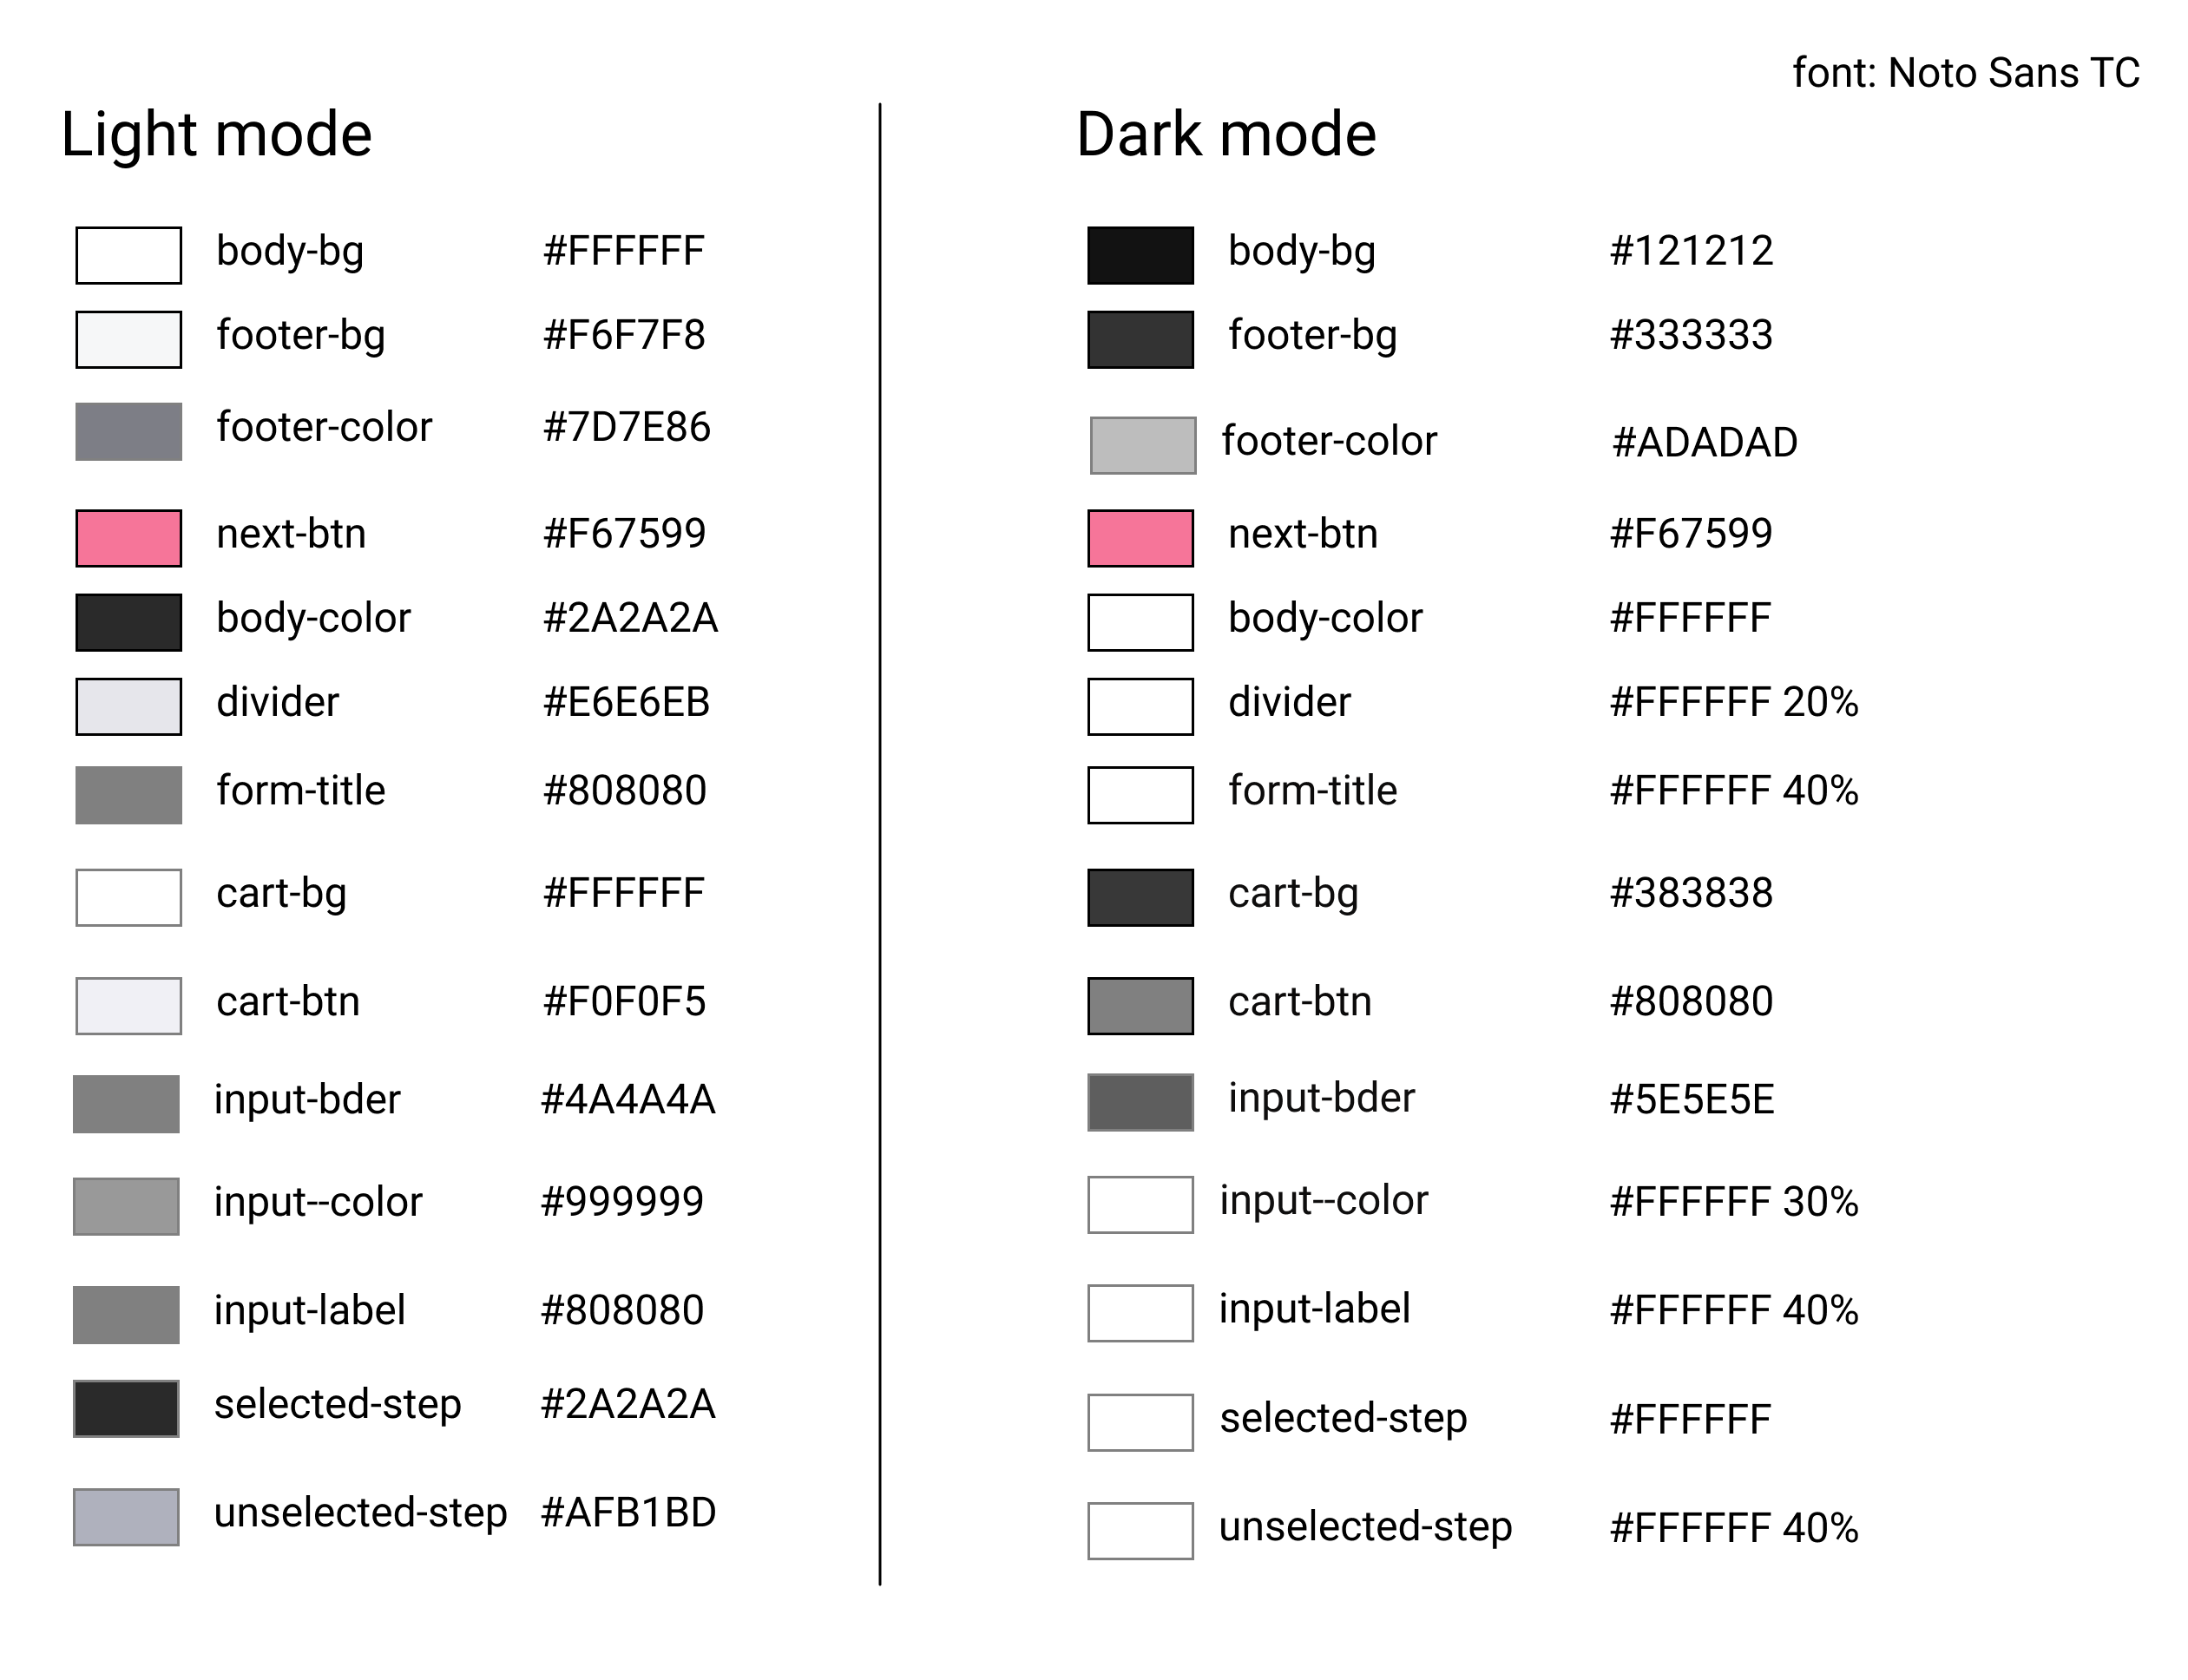 font: Noto Sans TC
Light mode
body-bg #FFFFFF
footer-bg #F6F7F8
footer-color #7D7E86
next-btn #F67599
body-color #2A2A2A
divider #E6E6EB
form-title #808080
cart-bg #FFFFFF
cart-btn #F0F0F5
input-bder #4A4A4A
input--color #999999
input-label #808080
selected-step #2A2A2A
unselected-step #AFB1BD
Dark mode
body-bg #121212
footer-bg #333333
footer-color #ADADAD
next-btn #F67599
body-color #FFFFFF
divider #FFFFFF 20%
form-title #FFFFFF 40%
cart-bg #383838
cart-btn #808080
input-bder #5E5E5E
input--color #FFFFFF 30%
input-label #FFFFFF 40%
selected-step #FFFFFF
unselected-step #FFFFFF 40%